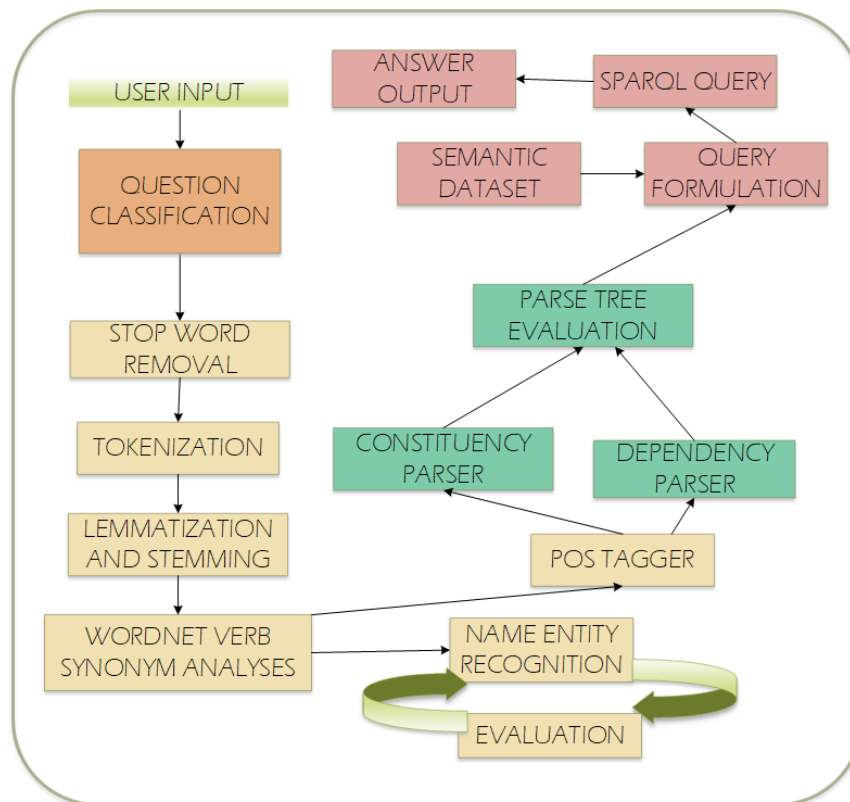 USER INPUT
QUESTION
CLASSIFICATION
STOP WORD
REMOVAL
TOKENIZATION
LEMMATIZATION
AND STEMMING
WORDNET VERB
SYNONYM ANALYSES
ANSWER
OUTPUT
SPARQL QUERY
SEMANTIC
DATASET
QUERY
FORMULATION
PARSE TREE
EVALUATION
CONSTITUENCY
PARSER
DEPENDENCY
PARSER
POS TAGGER
NAME ENTITY
RECOGNITION
EVALUATION